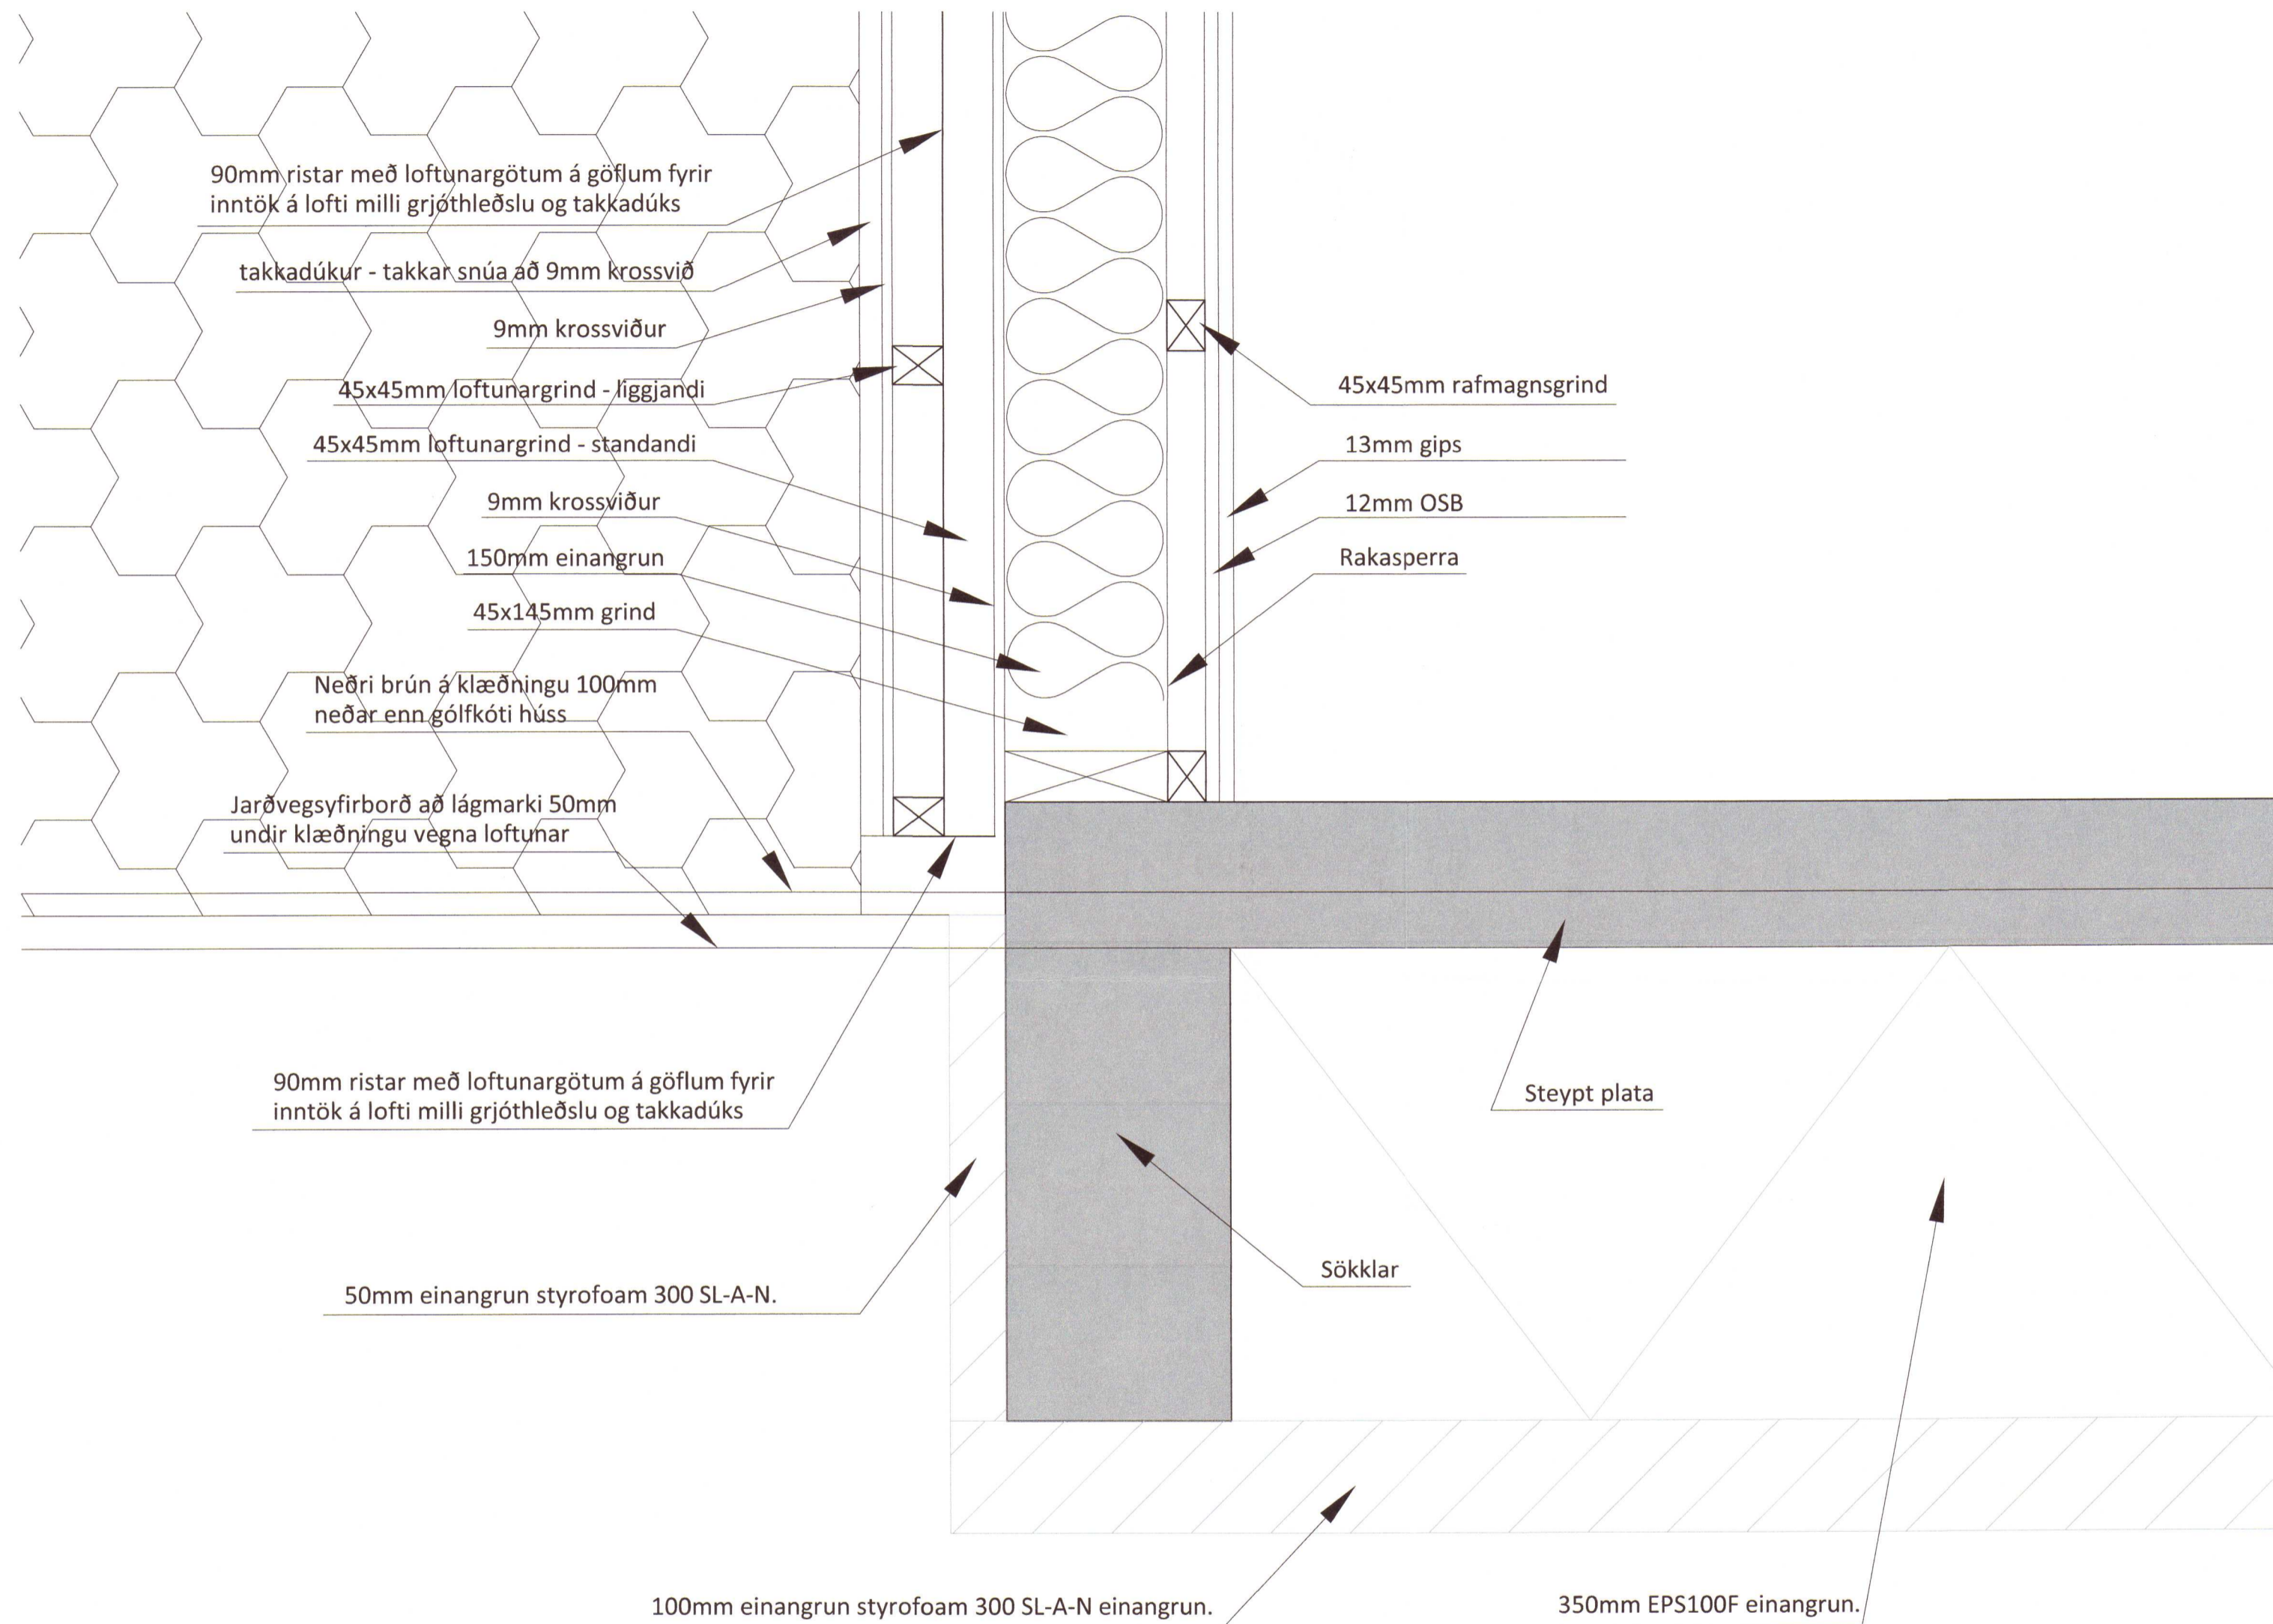 90mm ristar með loftunargötum á göflum fyrir
inntök á lofti milli grjóthleðslu og takkadúks
takkadúkur - takkar snúa að 9mm krossvið
9mm krossviður
45x45mm loftunargrind - liggjandi
45x45mm loftunargrind - standandi
9mm krossviður
150mm einangrun
45x145mm grind
Neðri brún á klæðningu 100mm
neðar enn gólfkóti húss
Jarðvegsyfirborð að lágmarki 50mm
undir klæðningu vegna loftunar
45x45mm rafmagnsgrind
13mm gips
12mm OSB
Rakasperra
90mm ristar með loftunargötum á göflum fyrir
inntök á lofti milli grjóthleðslu og takkadúks
Steypt plata
Sökklar
50mm einangrun styrofoam 300 SL-A-N.
100mm einangrun styrofoam 300 SL-A-N einangrun.
350mm EPS100F einangrun.